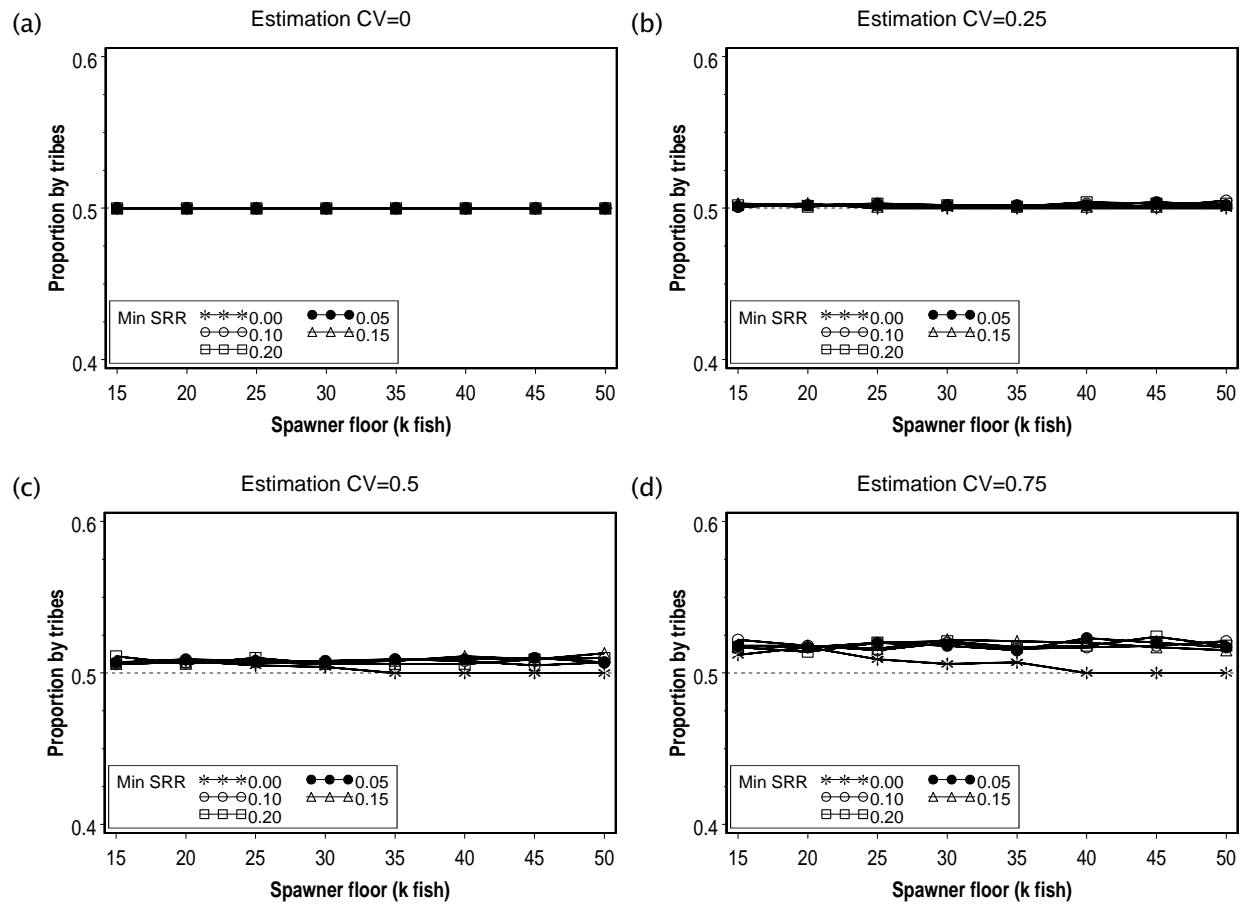 (a)
Estimation CV=0
Proportion by tribes
0.6
0.5
0.4
Min SRR 0.00 0.05
0.10 0.15
0.20
15 20 25 30 35 40 45 50
Spawner floor (k fish)
(b)
Estimation CV=0.25
Proportion by tribes
0.6
0.5
0.4
Min SRR 0.00 0.05
0.10 0.15
0.20
15 20 25 30 35 40 45 50
Spawner floor (k fish)
(c)
Estimation CV=0.5
Proportion by tribes
0.6
0.5
0.4
Min SRR 0.00 0.05
0.10 0.15
0.20
15 20 25 30 35 40 45 50
Spawner floor (k fish)
(d)
Estimation CV=0.75
Proportion by tribes
0.6
0.5
0.4
Min SRR 0.00 0.05
0.10 0.15
0.20
15 20 25 30 35 40 45 50
Spawner floor (k fish)